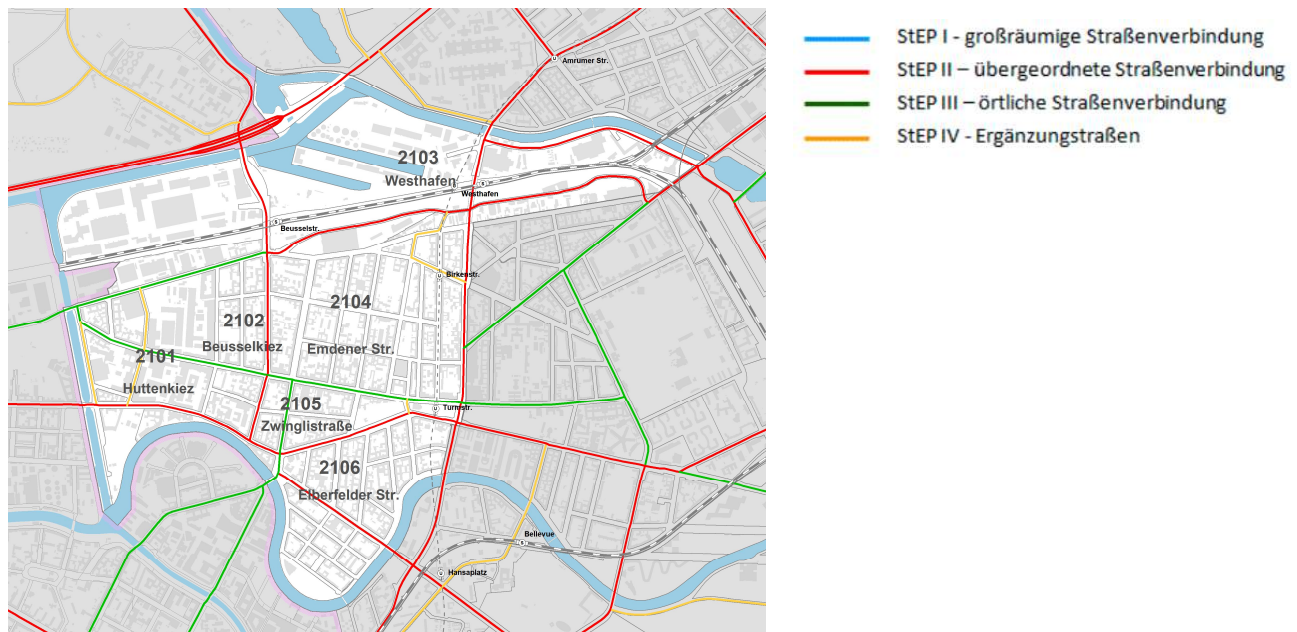 StEP I - großräumige Straßenverbindung
StEP II – übergeordnete Straßenverbindung
StEP III – örtliche Straßenverbindung
StEP IV - Ergänzungstraßen
U Amrumer Str.
2103
Westhafen
S
Westhafen
S
Beusselstr.
U Birkenstr.
2104
2102
Beusselkiez
Emdener Str.
2101
Huttenkiez
2105
U Turmstr.
Zwinglistraße
2106
Elberfelder Str.
Bellevue
S
U Hansaplatz